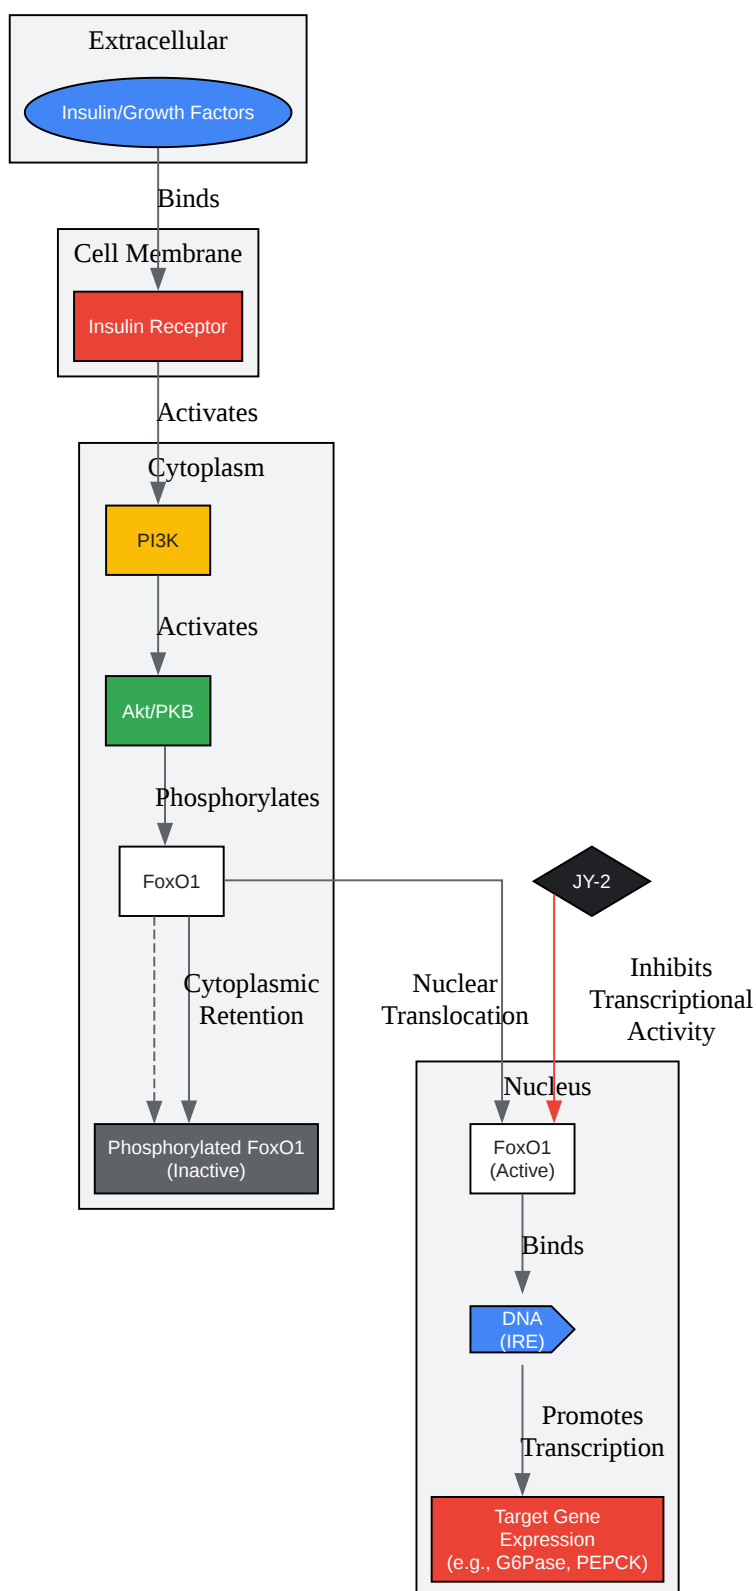 Extracellular
Insulin/Growth Factors
Binds
Cell Membrane
Insulin Receptor
Activates
Cytoplasm
PI3K
Activates
Akt/PKB
Phosphorylates
FoxO1
JY-2
Cytoplasmic
Retention
Nuclear
Translocation
Inhibits
Transcriptional
Activity
Nucleus
Phosphorylated FoxO1
(Inactive)
FoxO1
(Active)
Binds
DNA
(IRE)
Promotes
Transcription
Target Gene
Expression
(e.g., G6Pase, PEPCK)